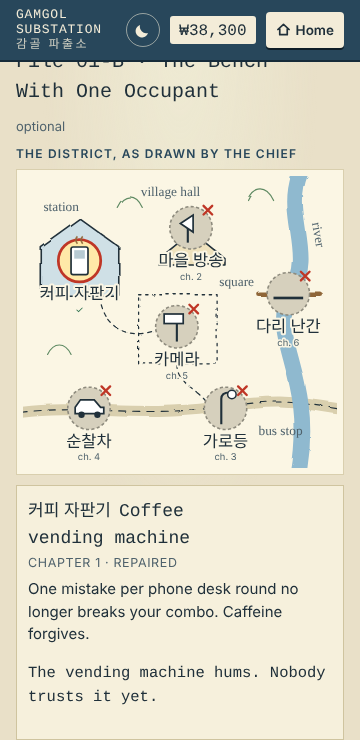 GAMGOL
SUBSTATION
감골 파출소
₩38,300
Home
File 01-B · The Bench
With One Occupant
optional
THE DISTRICT, AS DRAWN BY THE CHIEF
village hall
station
river
마을 방송
ch. 2
square
커피 자판기
다리 난간
ch. 6
카메라
ch. 5
순찰차
ch. 4
가로등
ch. 3
bus stop
커피 자판기 Coffee
vending machine
CHAPTER 1 · REPAIRED
One mistake per phone desk round no
longer breaks your combo. Caffeine
forgives.
The vending machine hums. Nobody
trusts it yet.